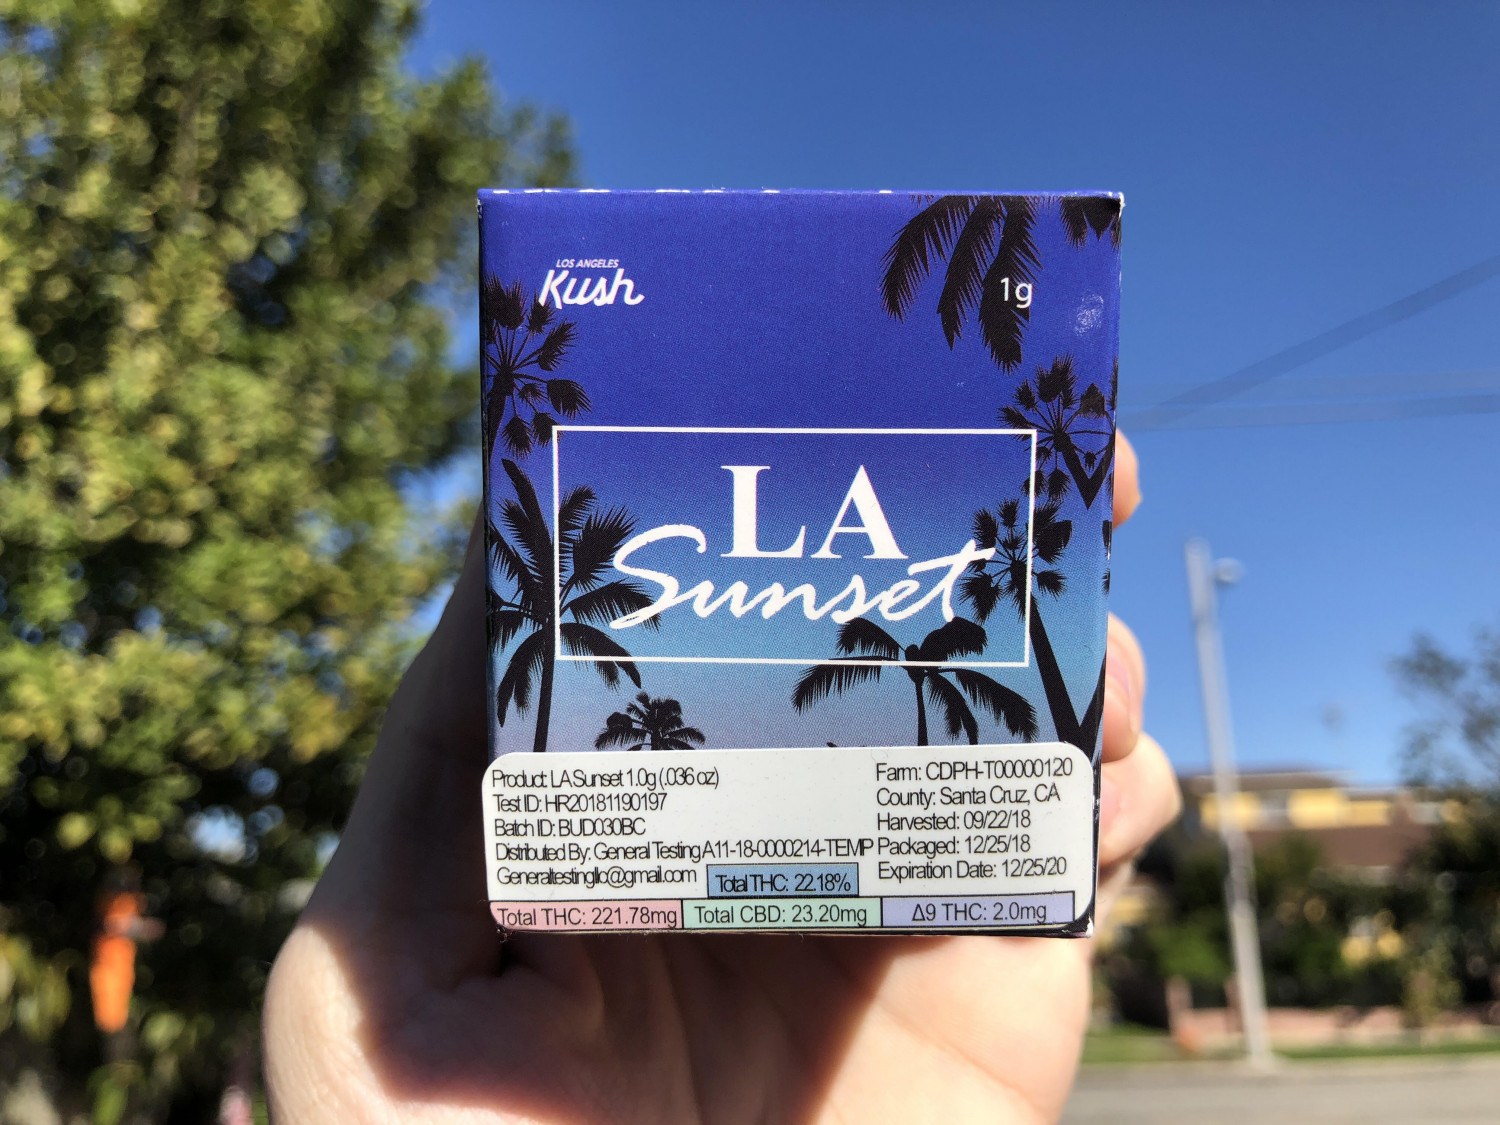 LOS ANGELES
Kush
1g
LA
Sunset
Product: LA Sunset 1.0g (.036 oz)
Test ID: HR20181190197
Batch ID: BUD030BC
Distributed By: General Testing A11-18-0000214-TEMP
Generaltestingllc@gmail.com
Total THC: 22.18%
Farm: CDPH-T00000120
County: Santa Cruz, CA
Harvested: 09/22/18
Packaged: 12/25/18
Expiration Date: 12/25/20
Total THC: 221.78mg
Total CBD: 23.20mg
Δ9 THC: 2.0mg